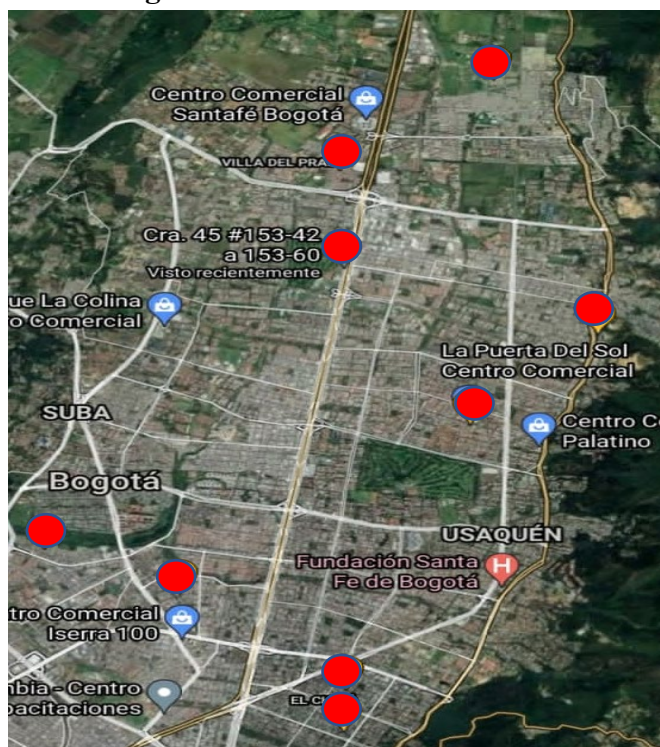 Centro Comercial
Santafé Bogotá
VILLA DEL PRA
Cra. 45 #153-42
a 153-60
Visto recientemente
ue La Colina
o Comercial
La Puerta Del Sol
Centro Comercial
SUBA
Centro Co
Palatino
Bogotá
USAQUÉN
Fundación Santa
Fe de Bogotá
H
tro Comercial
Iserra 100
mbia - Centro
pacitaciones
EL C